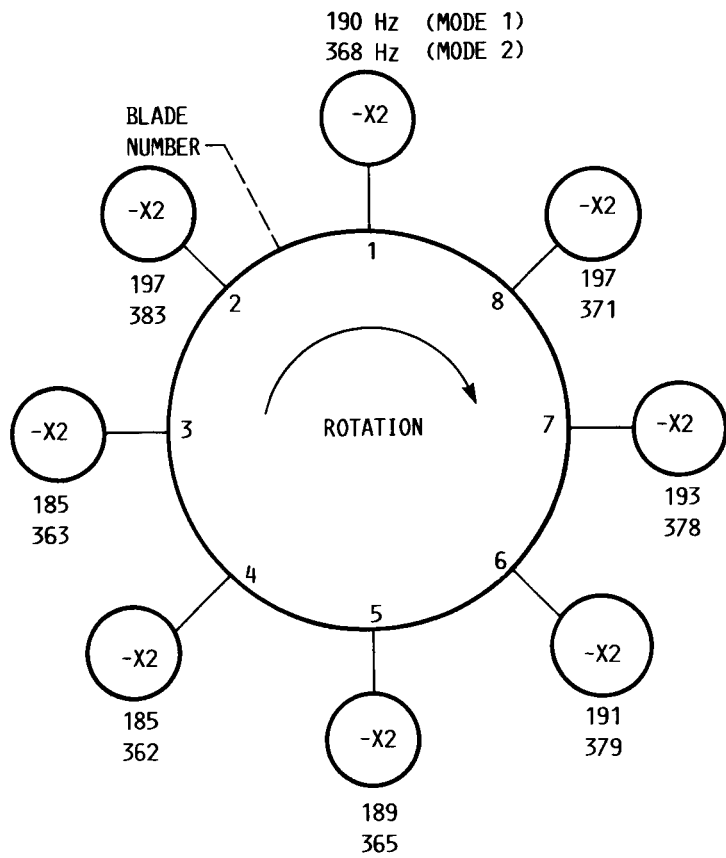 190 Hz (MODE 1)
368 Hz (MODE 2)
-X2
BLADE
NUMBER
-X2
197
383
-X2
197
371
1
2
8
-X2
185
363
3
ROTATION
7
-X2
193
378
4
5
6
-X2
185
362
-X2
189
365
-X2
191
379